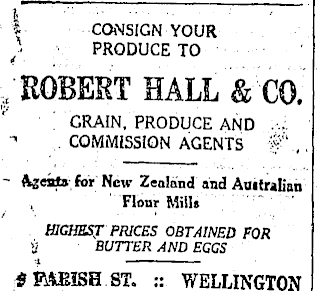 CONSIGN YOUR
PRODUCE TO
ROBERT HALL & CO.
GRAIN, PRODUCE AND
COMMISSION AGENTS
Agents for New Zealand and Australian
Flour Mills
HIGHEST PRICES OBTAINED FOR
BUTTER AND EGGS
FARISH ST. :: WELLINGTON